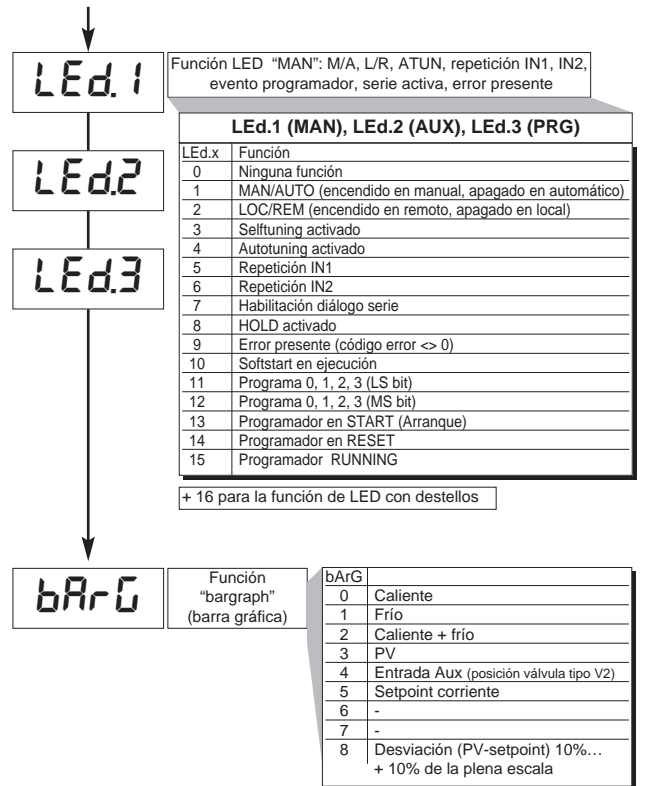 LEd.1
Función LED “MAN”: M/A, L/R, ATUN, repetición IN1, IN2,
evento programador, serie activa, error presente
LEd.1 (MAN), LEd.2 (AUX), LEd.3 (PRG)
LEd.x Función
0 Ninguna función
1 MAN/AUTO (encendido en manual, apagado en automático)
2 LOC/REM (encendido en remoto, apagado en local)
3 Selftuning activado
4 Autotuning activado
5 Repetición IN1
6 Repetición IN2
7 Habilitación diálogo serie
8 HOLD activado
9 Error presente (código error <> 0)
10 Softstart en ejecución
11 Programa 0, 1, 2, 3 (LS bit)
12 Programa 0, 1, 2, 3 (MS bit)
13 Programador en START (Arranque)
14 Programador en RESET
15 Programador RUNNING
+ 16 para la función de LED con destellos
LEd.2
LEd.3
bArG
Función
“bargraph”
(barra gráfica)
bArG
0 Caliente
1 Frío
2 Caliente + frío
3 PV
4 Entrada Aux (posición válvula tipo V2)
5 Setpoint corriente
6 -
7 -
8 Desviación (PV-setpoint) 10%…
+ 10% de la plena escala